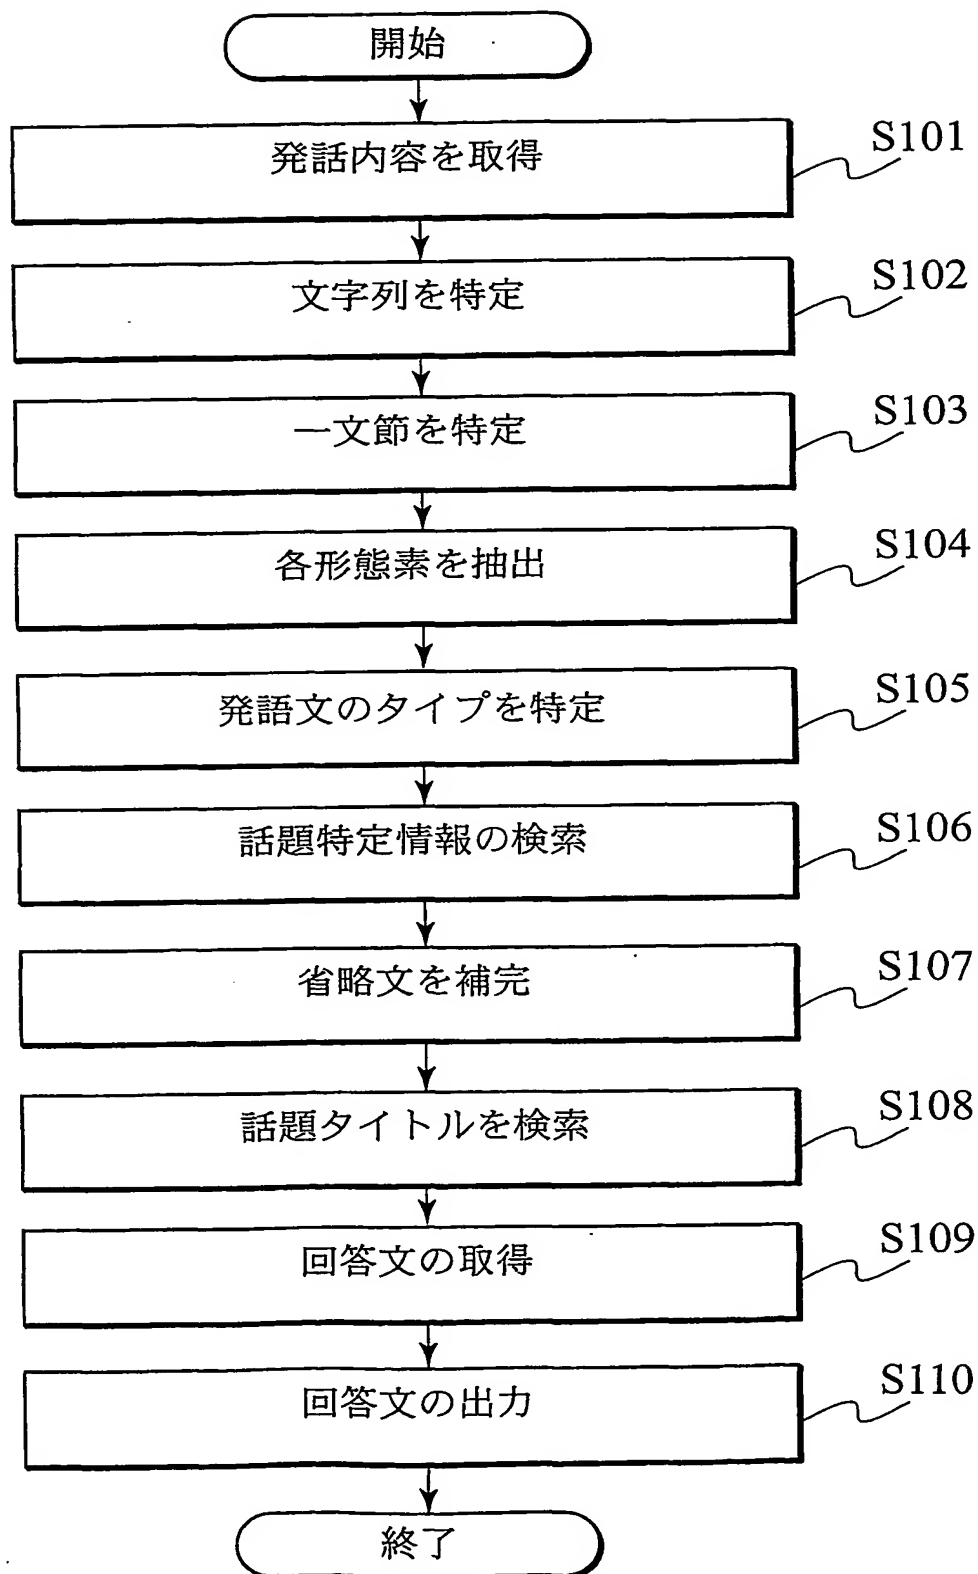 開始
発話内容を取得
S101
文字列を特定
S102
一文節を特定
S103
各形態素を抽出
S104
発語文のタイプを特定
S105
話題特定情報の検索
S106
省略文を補完
S107
話題タイトルを検索
S108
回答文の取得
S109
回答文の出力
S110
終了